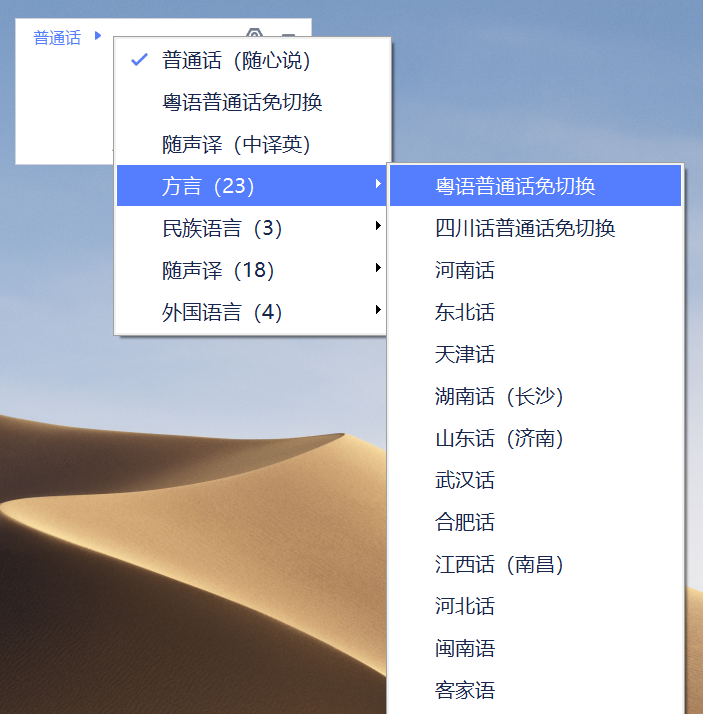 普通话
普通话（随心说）
粤语普通话免切换
随声译（中译英）
方言（23）
民族语言（3）
随声译（18）
外国语言（4）
粤语普通话免切换
四川话普通话免切换
河南话
东北话
天津话
湖南话（长沙）
山东话（济南）
武汉话
合肥话
江西话（南昌）
河北话
闽南语
客家语